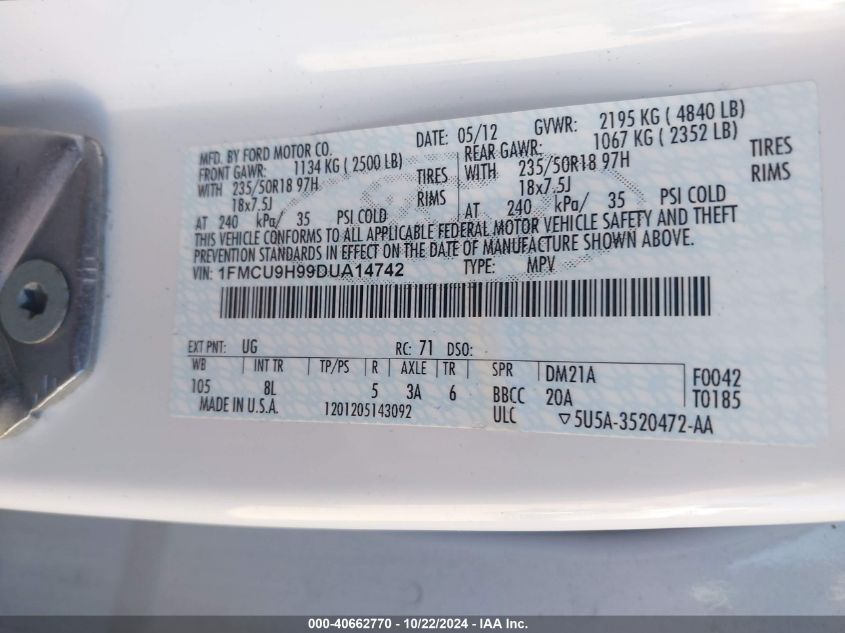 MFD. BY FORD MOTOR CO. DATE: 05/12 GVWR: 2195 KG ( 4840 LB)
FRONT GAWR: 1134 KG ( 2500 LB) REAR GAWR: 1067 KG ( 2352 LB)
WITH 235/50R18 97H TIRES WITH 235/50R18 97H TIRES
18x7.5J RIMS 18x7.5J RIMS
AT 240 kPa/ 35 PSI COLD AT 240 kPa/ 35 PSI COLD
THIS VEHICLE CONFORMS TO ALL APPLICABLE FEDERAL MOTOR VEHICLE SAFETY AND THEFT
PREVENTION STANDARDS IN EFFECT ON THE DATE OF MANUFACTURE SHOWN ABOVE.
VIN: 1FMCU9H99DUA14742 TYPE: MPV
EXT PNT: UG RC: 71 DSO:
WB INT TR TP/PS R AXLE TR SPR DM21A F0042
105 8L 5 3A 6 BBCC 20A T0185
MADE IN U.S.A. 1201205143092 ULC ▽5U5A-3520472-AA
000-40662770 - 10/22/2024 - IAA Inc.